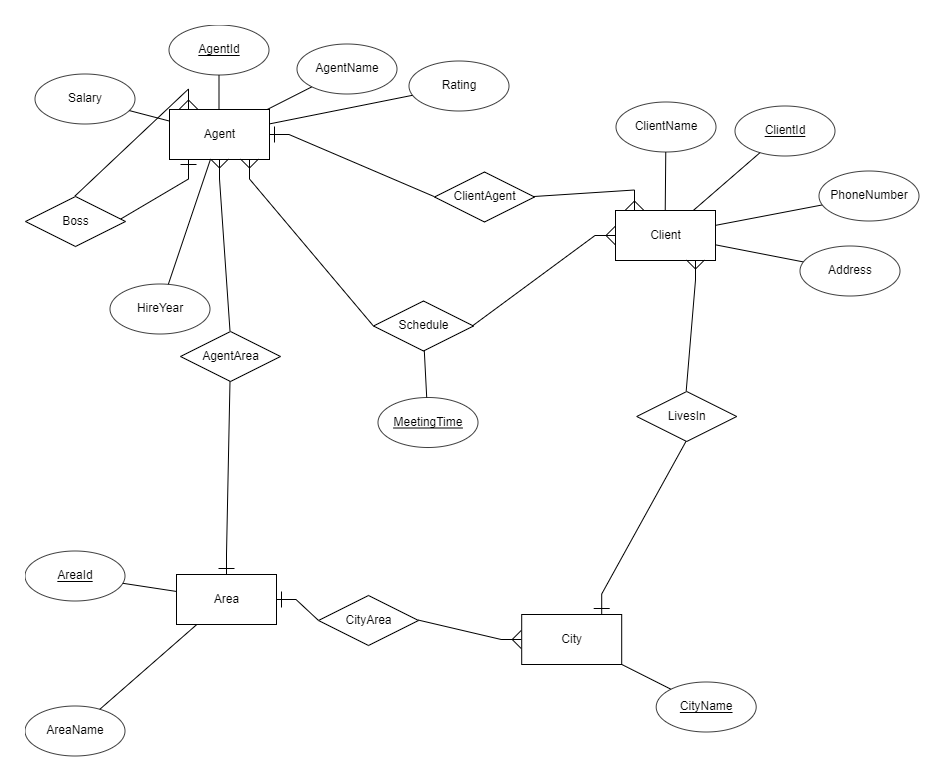 AgentId
AgentName
Rating
Salary
Agent
ClientName
ClientId
PhoneNumber
ClientAgent
Boss
Client
Address
HireYear
Schedule
AgentArea
MeetingTime
LivesIn
AreaId
Area
CityArea
City
CityName
AreaName